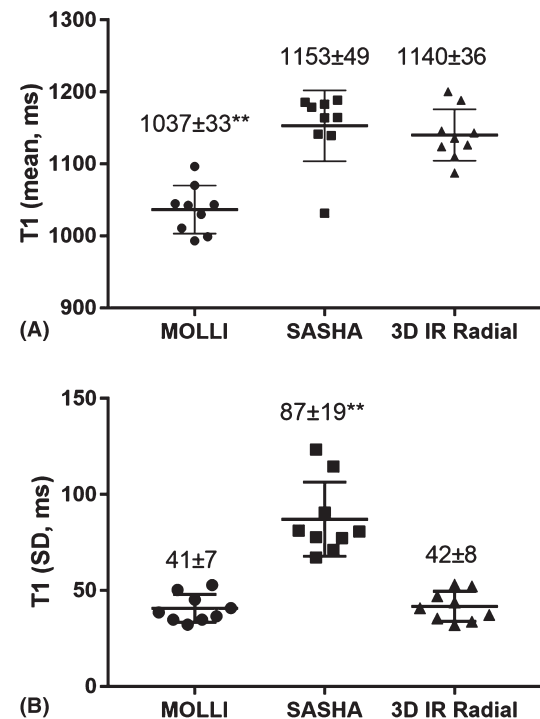 1300
1200
1100
1000
900
T1 (mean, ms)
1037±33**
1153±49
1140±36
MOLLI
SASHA
3D IR Radial
(A)
150
100
50
0
T1 (SD, ms)
41±7
87±19**
42±8
MOLLI
SASHA
3D IR Radial
(B)